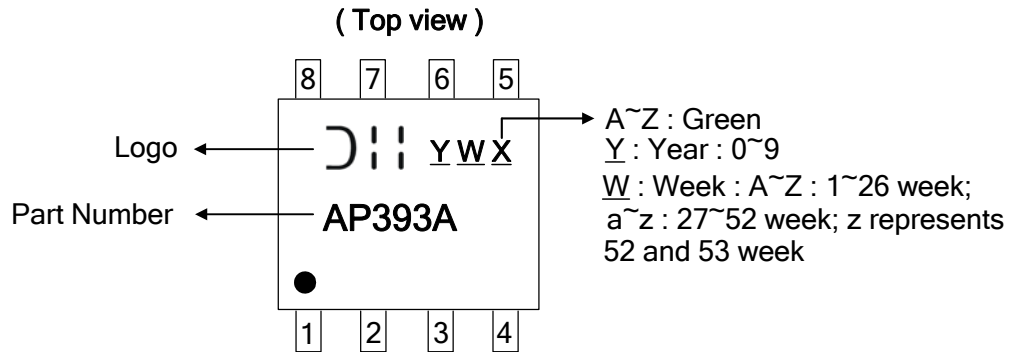 ( Top view )
8 7 6 5
Logo
Y W X
A~Z : Green
Y : Year : 0~9
W : Week : A~Z : 1~26 week;
a~z : 27~52 week; z represents
52 and 53 week
Part Number
AP393A
1 2 3 4